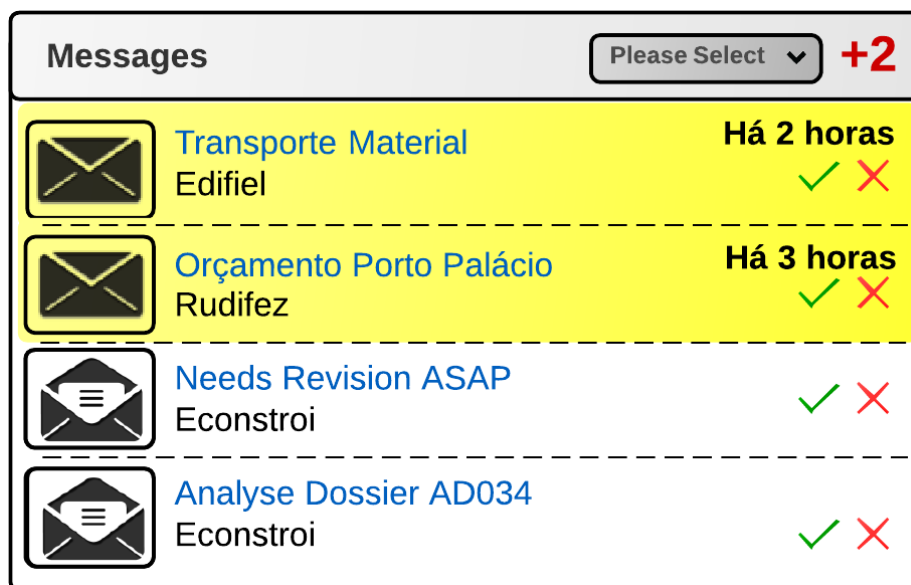 Messages
Please Select
+2
Transporte Material
Há 2 horas
Edifiel
Orçamento Porto Palácio
Há 3 horas
Rudifez
Needs Revision ASAP
Econstroi
Analyse Dossier AD034
Econstroi